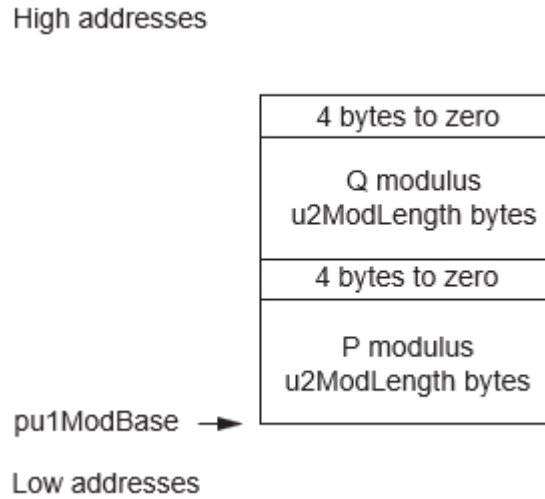 High addresses
4 bytes to zero
Q modulus
u2ModLength bytes
4 bytes to zero
P modulus
u2ModLength bytes
pu1ModBase
Low addresses